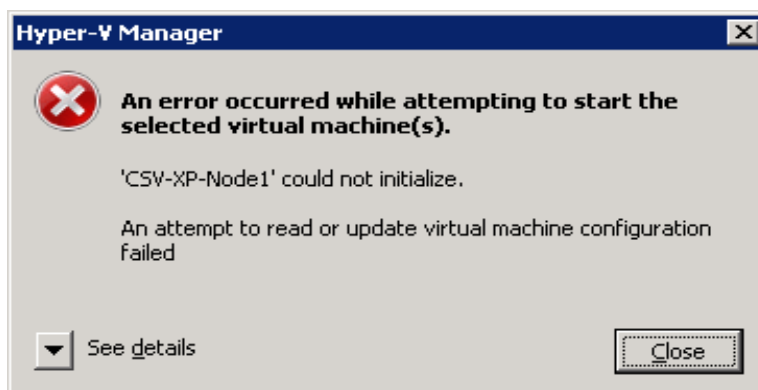 Hyper-V Manager
An error occurred while attempting to start the
selected virtual machine(s).
'CSV-XP-Node1' could not initialize.
An attempt to read or update virtual machine configuration
failed
See details
Close